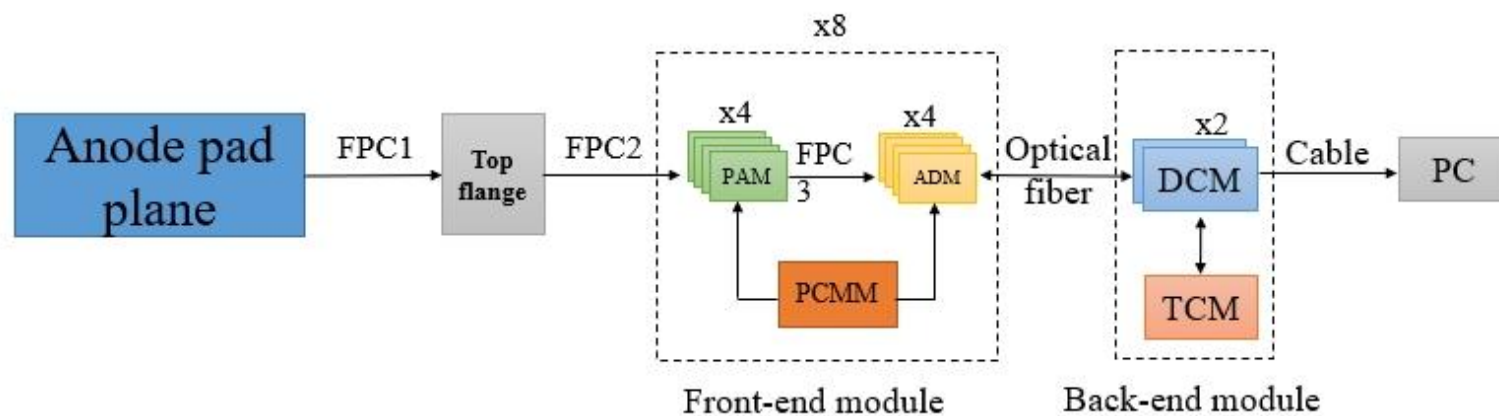 x8
Anode pad
plane
FPC1
Top
flange
FPC2
x4
PAM
FPC
3
x4
ADM
PCMM
Optical
fiber
x2
DCM
TCM
Cable
PC
Front-end module
Back-end module